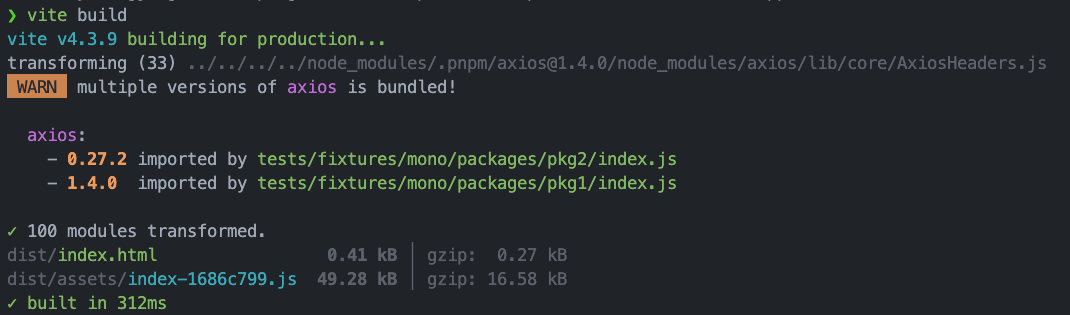 ❯ vite build
vite v4.3.9 building for production...
transforming (33) ../../../../node_modules/.pnpm/axios@1.4.0/node_modules/axios/lib/core/AxiosHeaders.js
WARN multiple versions of axios is bundled!
axios:
- 0.27.2 imported by tests/fixtures/mono/packages/pkg2/index.js
- 1.4.0 imported by tests/fixtures/mono/packages/pkg1/index.js
✓ 100 modules transformed.
dist/index.html 0.41 kB │ gzip: 0.27 kB
dist/assets/index-1686c799.js 49.28 kB │ gzip: 16.58 kB
✓ built in 312ms